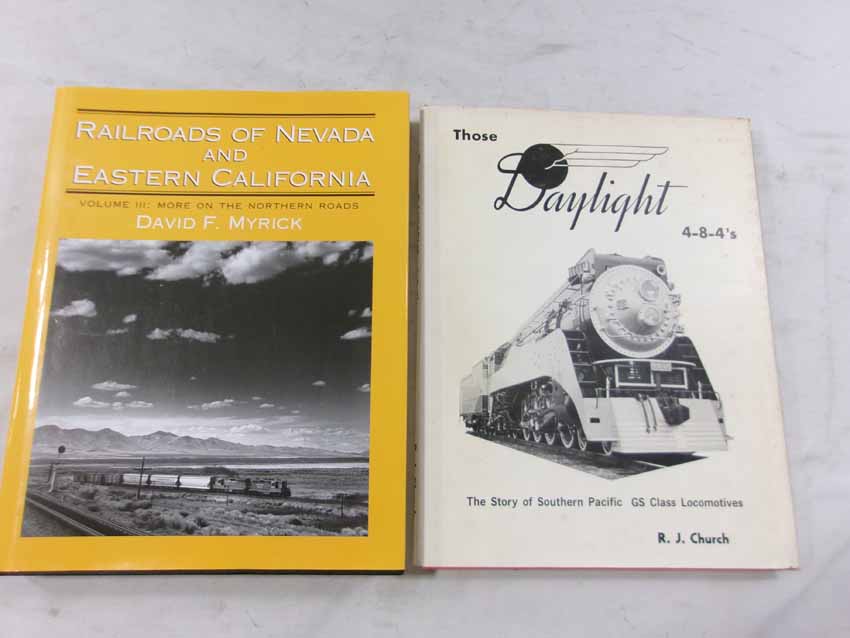 RAILROADS OF NEVADA
AND
EASTERN CALIFORNIA
VOLUME III: MORE ON THE NORTHERN ROADS
DAVID F. MYRICK
Those
Daylight
4-8-4's
The Story of Southern Pacific GS Class Locomotives
R. J. Church